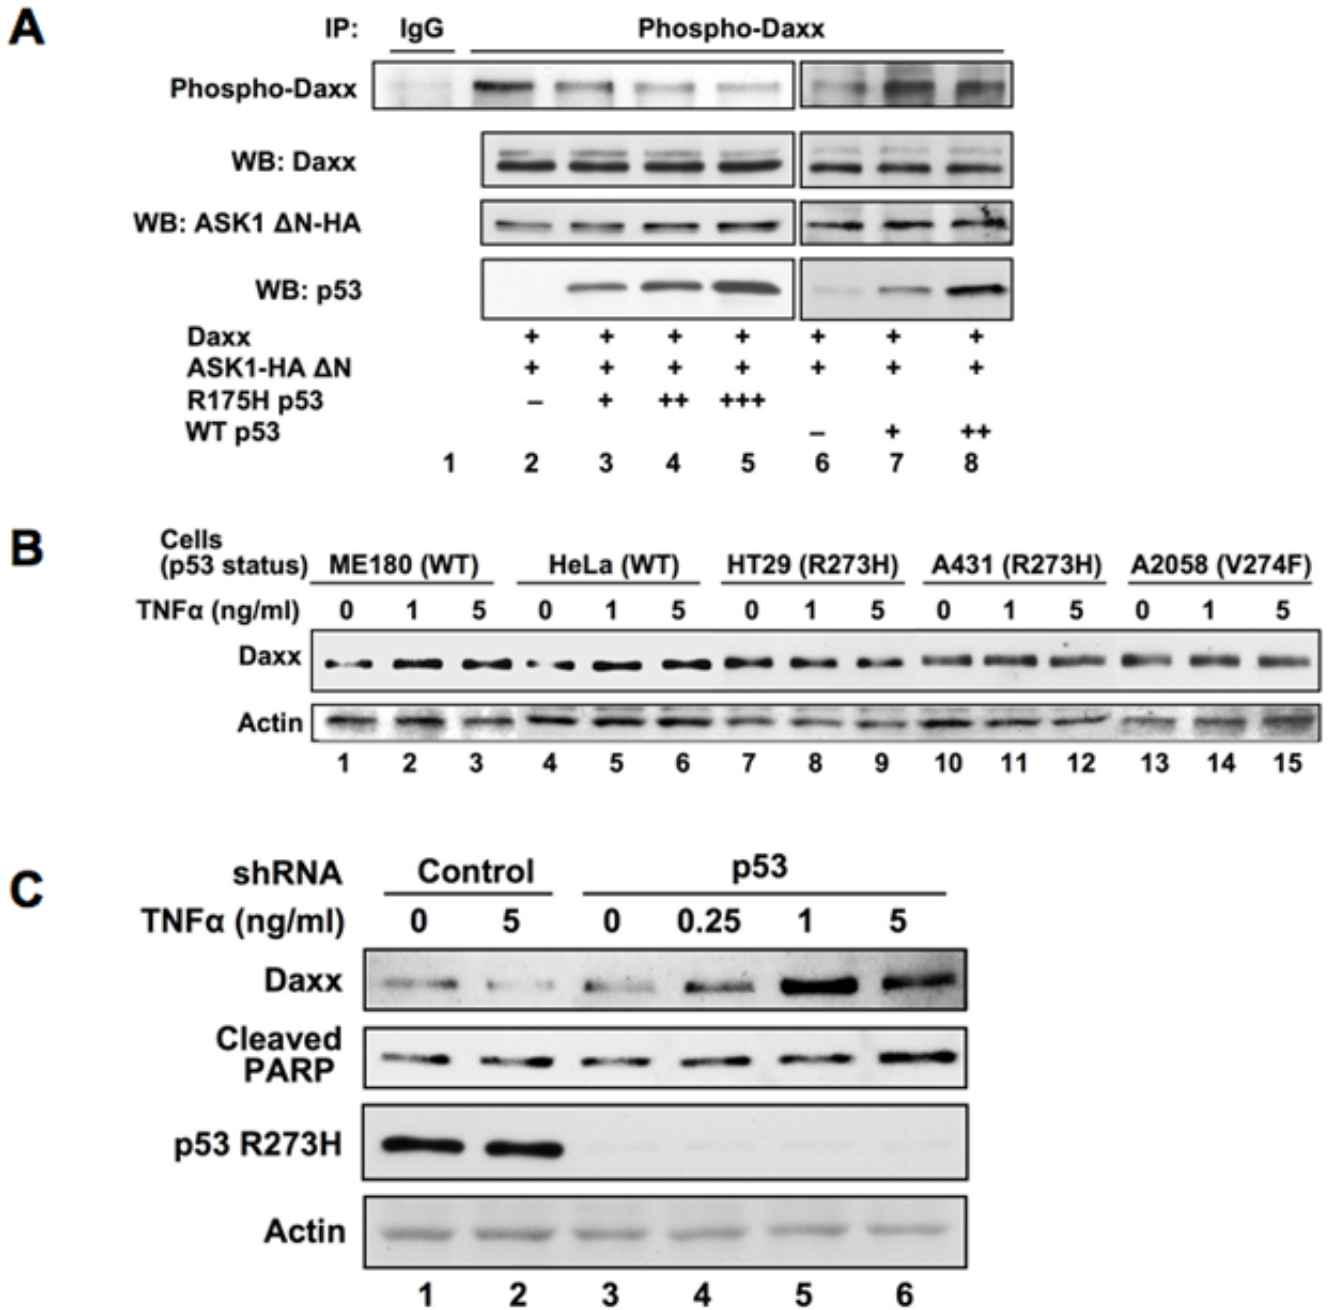 A
IP: IgG Phospho-Daxx
Phospho-Daxx
WB: Daxx
WB: ASK1 ΔN-HA
WB: p53
Daxx + + + + + + +
ASK1-HA ΔN + + + + + + +
R175H p53 – + ++ +++
WT p53 – + ++
1 2 3 4 5 6 7 8
B
Cells
(p53 status) ME180 (WT) HeLa (WT) HT29 (R273H) A431 (R273H) A2058 (V274F)
TNFα (ng/ml) 0 1 5 0 1 5 0 1 5 0 1 5 0 1 5
Daxx
Actin
1 2 3 4 5 6 7 8 9 10 11 12 13 14 15
C
shRNA Control p53
TNFα (ng/ml) 0 5 0 0.25 1 5
Daxx
Cleaved
PARP
p53 R273H
Actin
1 2 3 4 5 6